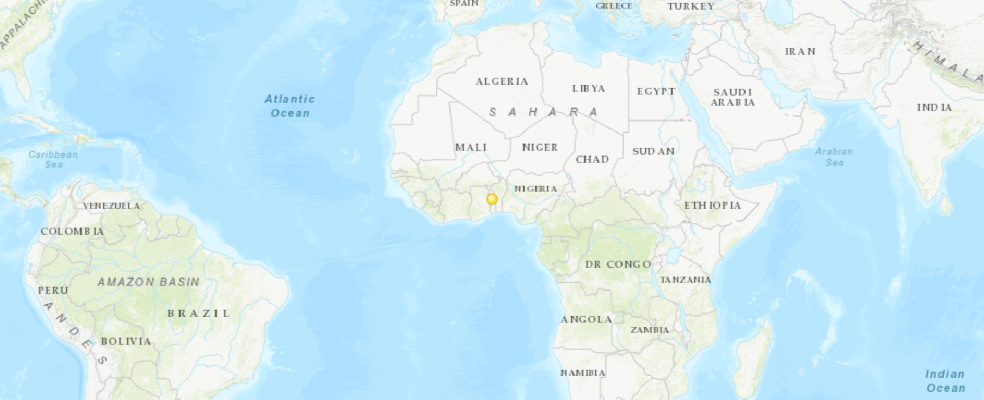 SPAIN
GREECE
TURKEY
APPALACHI
IRAN
HIMALA
ALGERIA
LIBYA
EGYPT
SAUDI
ARABIA
INDIA
Atlantic
Ocean
SAHARA
MALI
NIGER
CHAD
SUDAN
Caribbean
Sea
Arabian
Sea
NIGERIA
VENEZUELA
ETHIOPIA
COLOMBIA
DR CONGO
AMAZON BASIN
TANZANIA
PERU
BRAZIL
ANGOLA
ZAMBIA
ANDES
BOLIVIA
NAMIBIA
Indian
Ocean